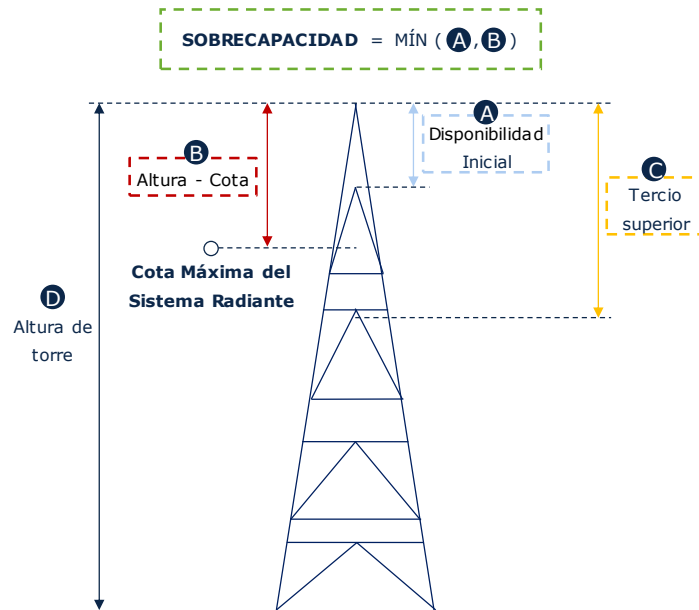 SOBRECAPACIDAD = MÍN ( A , B )
A
Disponibilidad
Inicial
B
Altura - Cota
C
Tercio
superior
Cota Máxima del
Sistema Radiante
D
Altura de
torre